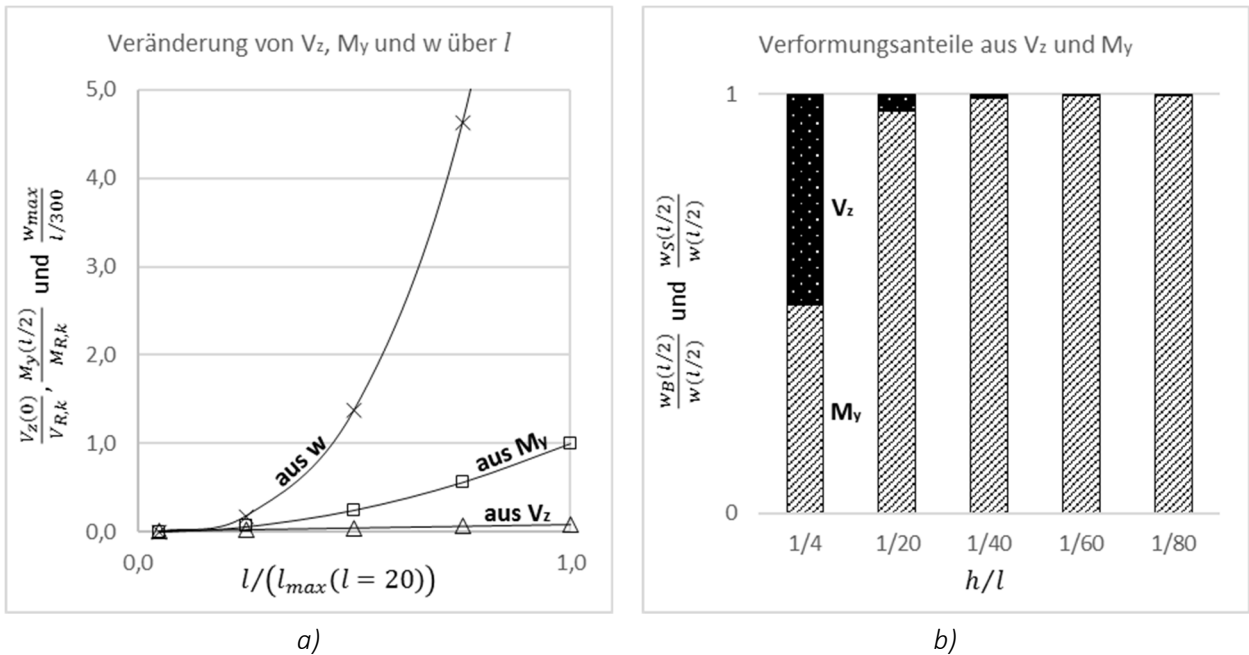 Veränderung von Vz, My und w über l
5,0
4,0
3,0
2,0
1,0
0,0
Vz(0)/VR,k, My(l/2)/MR,k und wmax/l/300
aus w
aus My
aus Vz
0,0
1,0
l/(lmax(l = 20))
a)
Verformungsanteile aus Vz und My
1
0
wB(l/2)/w(l/2) und wS(l/2)/w(l/2)
Vz
My
1/4 1/20 1/40 1/60 1/80
h/l
b)